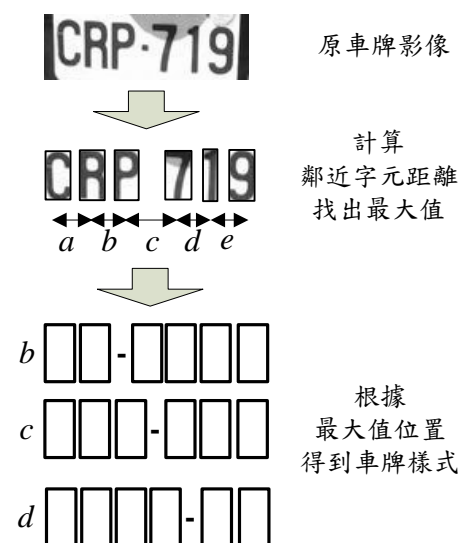 CRP·719
原車牌影像
CRP 719
計算
鄰近字元距離
找出最大值
a b c d e
b -
c -
d -
根據
最大值位置
得到車牌樣式